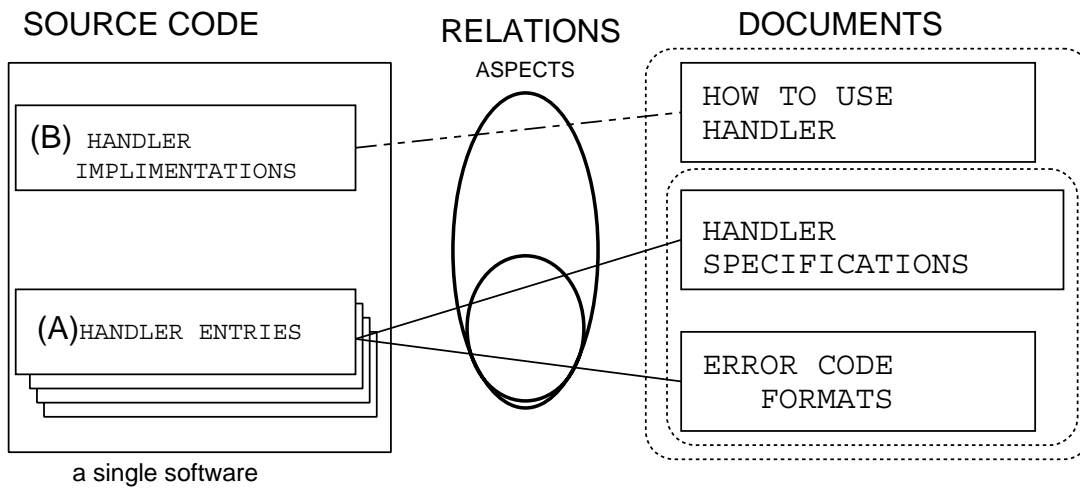 SOURCE CODE
RELATIONS
DOCUMENTS
ASPECTS
(B) HANDLER
IMPLIMENTATIONS
(A)HANDLER ENTRIES
a single software
HOW TO USE
HANDLER
HANDLER
SPECIFICATIONS
ERROR CODE
FORMATS